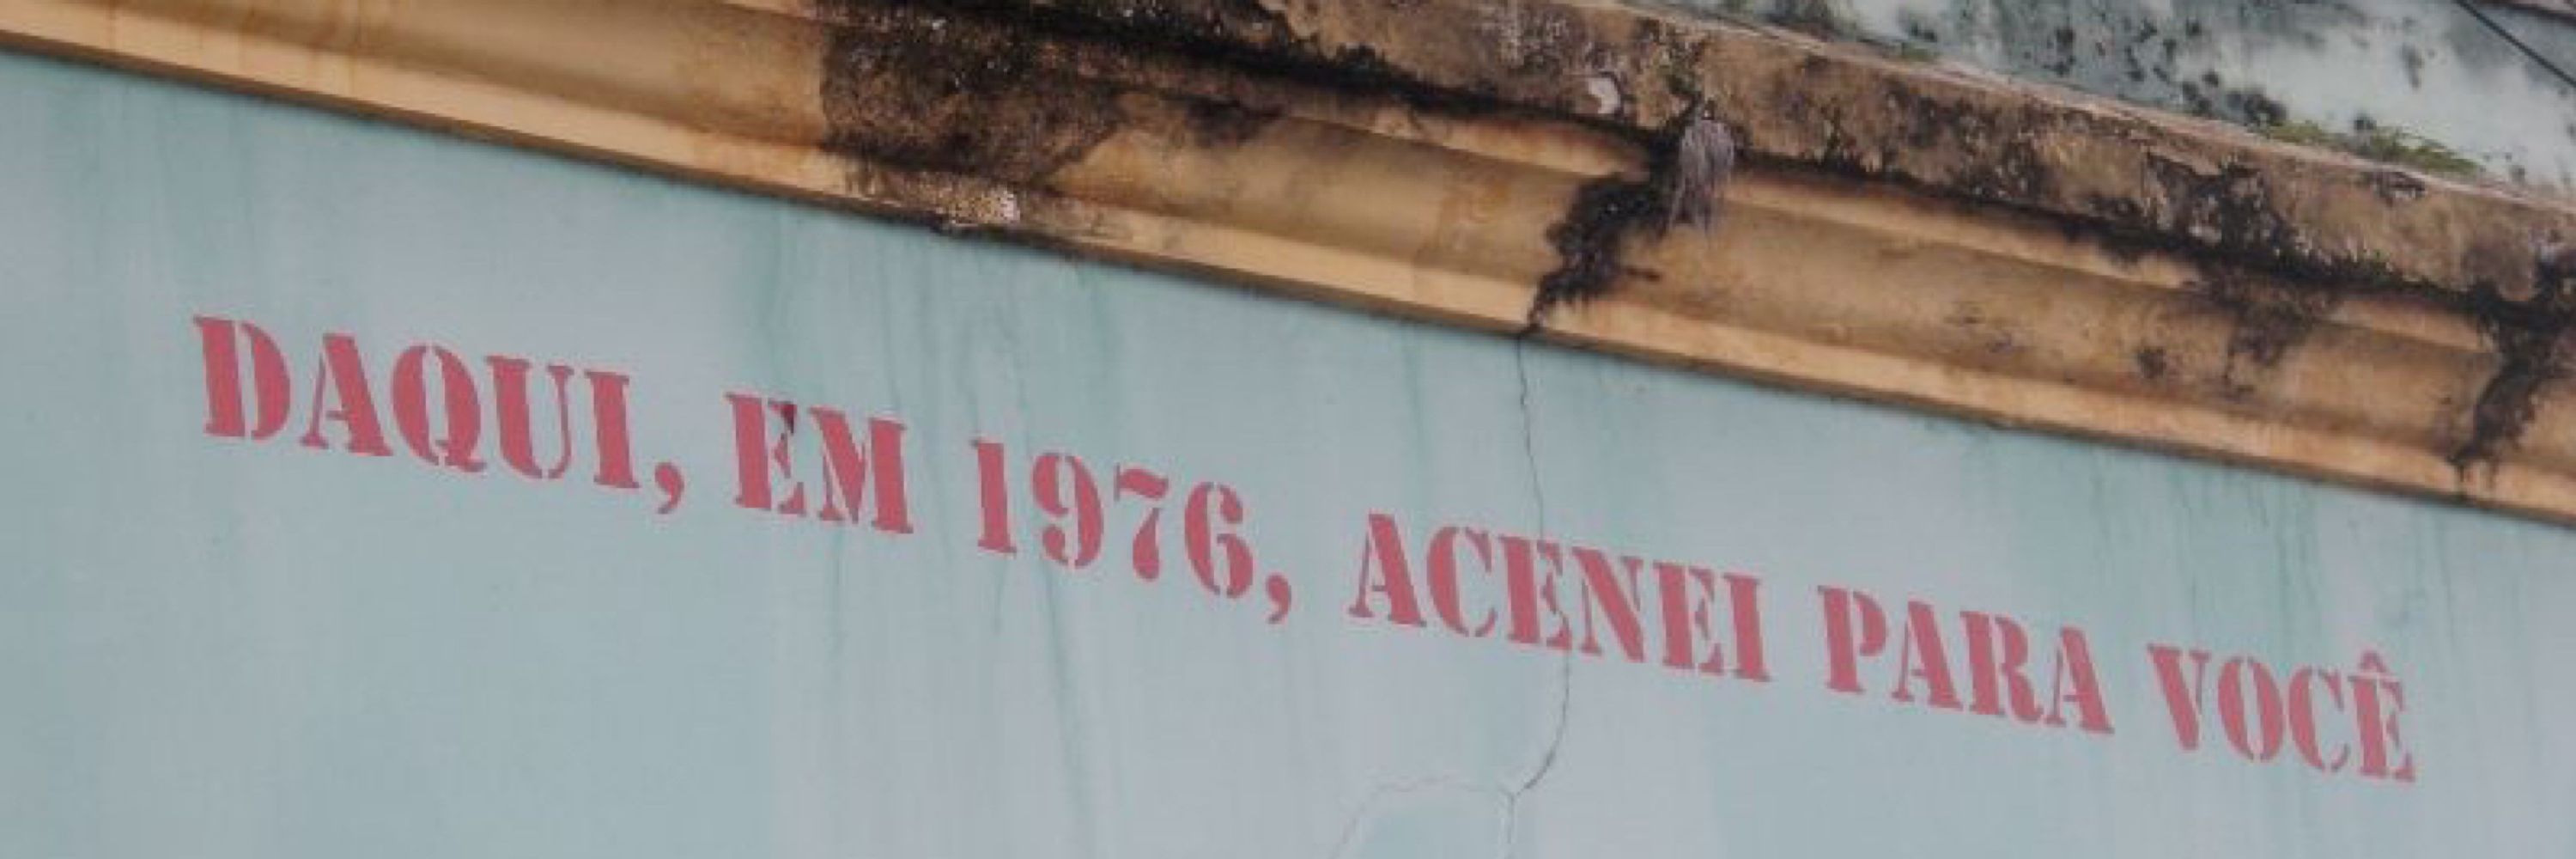 DAQUI, EM 1976, ACENEI PARA VOCÊ